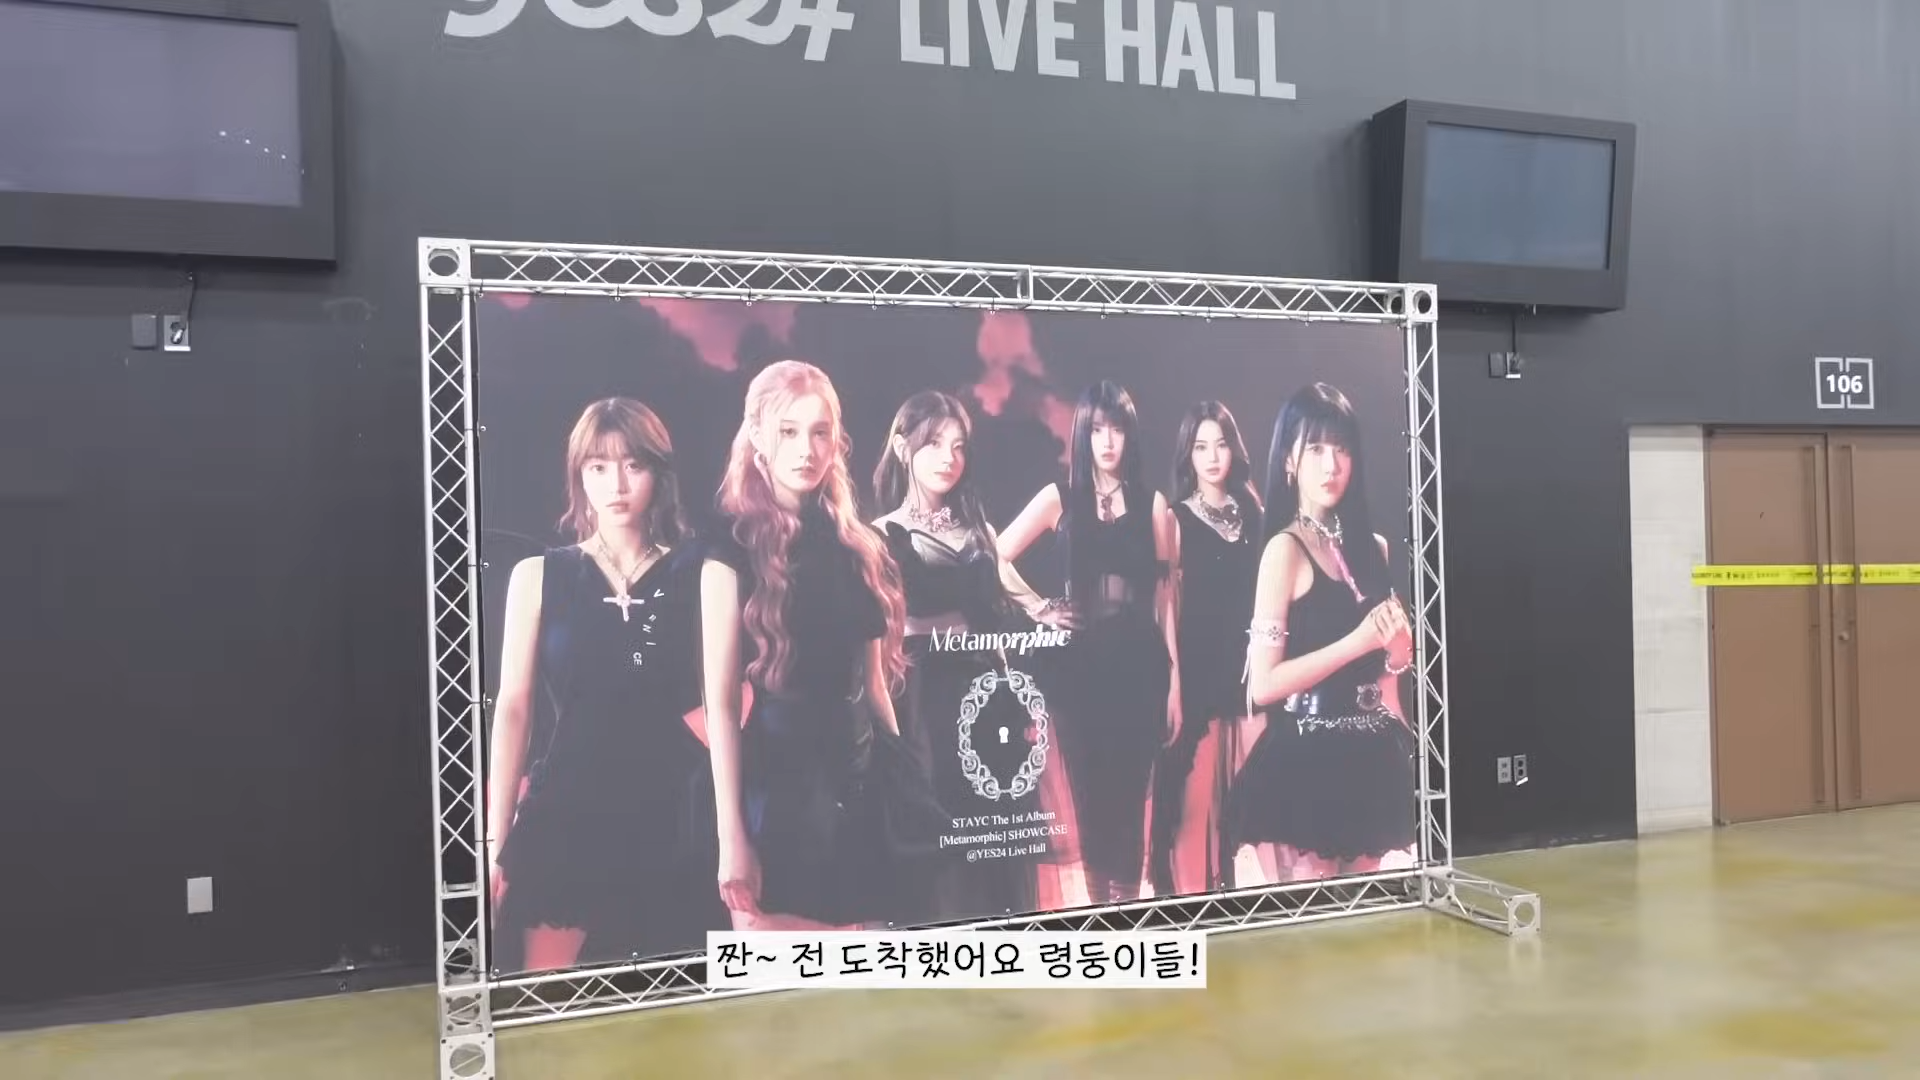 yes24 LIVE HALL
106
Metamorphic
STAYC The 1st Album
[Metamorphic] SHOWCASE
@YES24 Live Hall
짠~ 전 도착했어요 령둥이들!